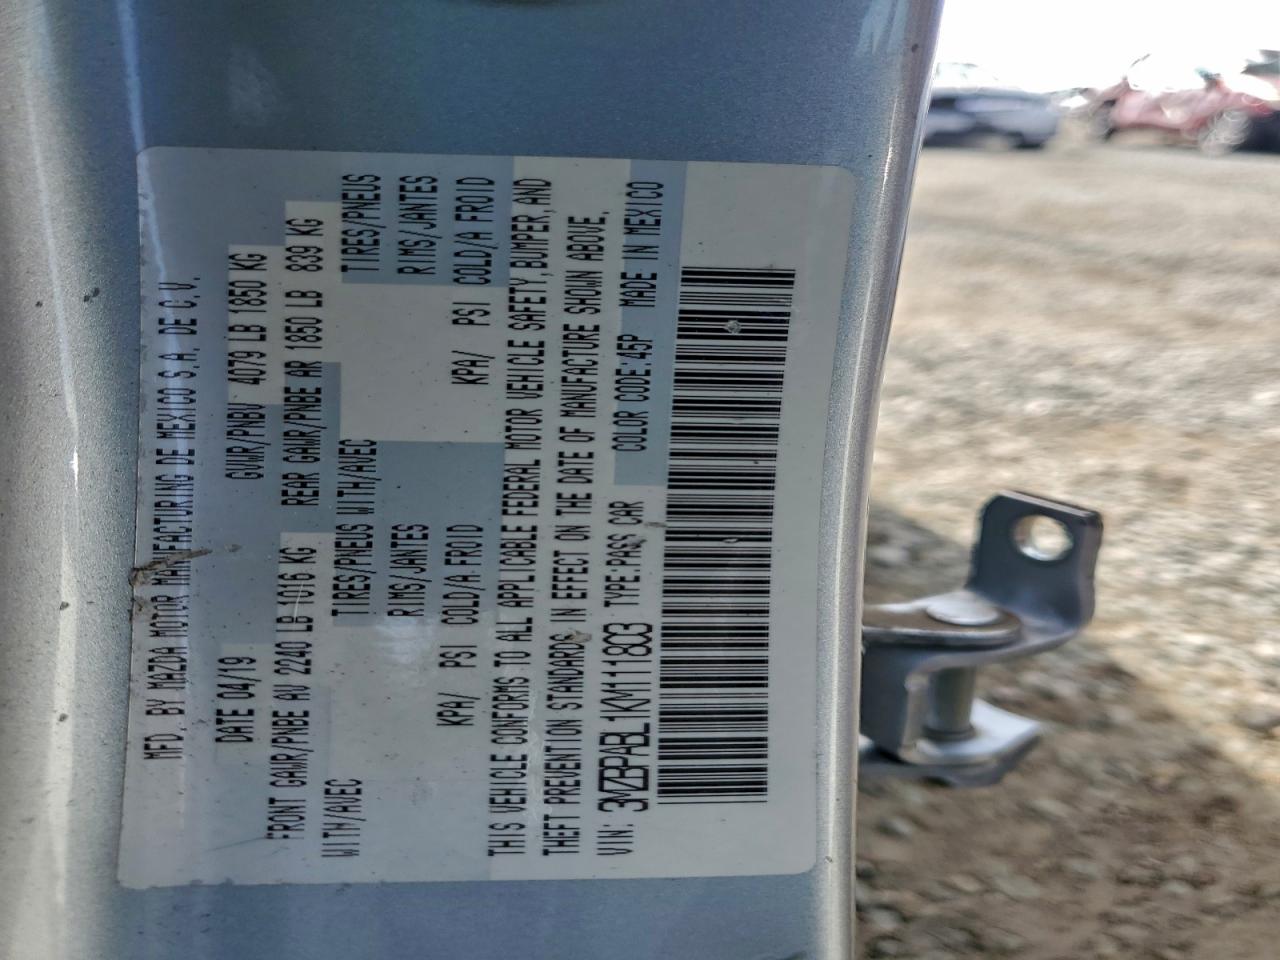 MFD. BY MAZDA MOTOR MANUFACTURING DE MEXICO S.A. DE C.V.
DATE 04/19 GVWR/PNBV 4079 LB 1850 KG
FRONT GAWR/PNBE AV 2240 LB 1016 KG REAR GAWR/PNBE AR 1850 LB 839 KG
WITH/AVEC TIRES/PNEUS WITH/AVEC TIRES/PNEUS
RIMS/JANTES RIMS/JANTES
KPA/ PSI COLD/A FROID KPA/ PSI COLD/A FROID
THIS VEHICLE CONFORMS TO ALL APPLICABLE FEDERAL MOTOR VEHICLE SAFETY, BUMPER, AND
THEFT PREVENTION STANDARDS IN EFFECT ON THE DATE OF MANUFACTURE SHOWN ABOVE.
VIN: 3MZBPABL1KM111803 TYPE:PASS CAR COLOR CODE:45P MADE IN MEXICO